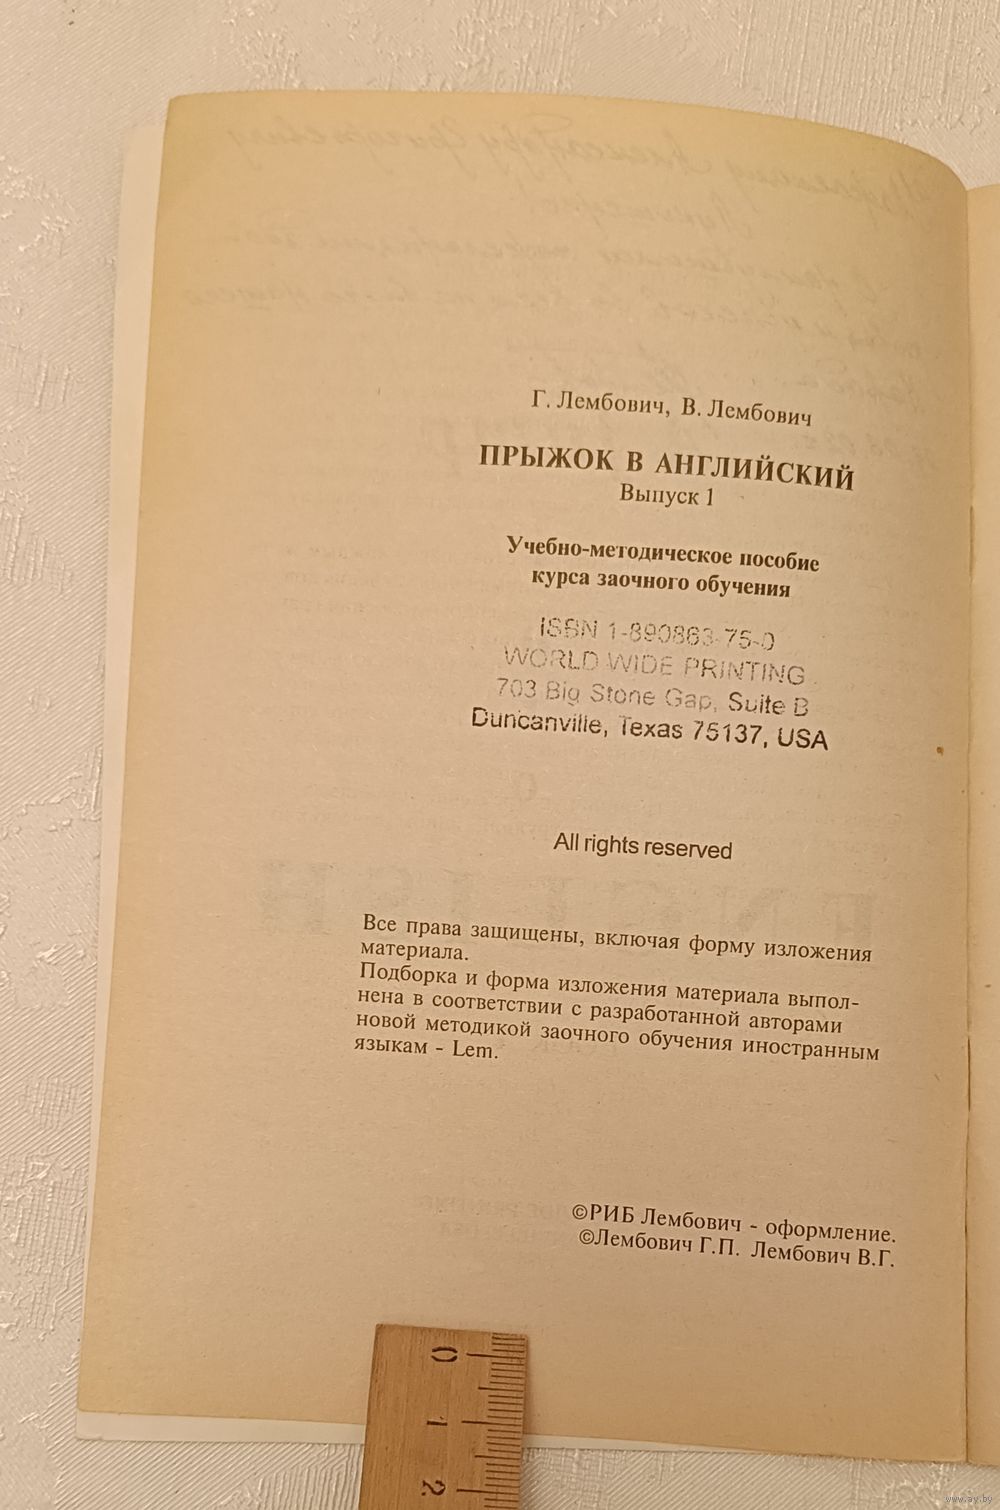 Г. Лембович, В. Лембович
ПРЫЖОК В АНГЛИЙСКИЙ
Выпуск 1
Учебно-методическое пособие
курса заочного обучения
ISBN 1-890863-75-0
WORLD WIDE PRINTING
703 Big Stone Gap, Suite B
Duncanville, Texas 75137, USA
All rights reserved
Все права защищены, включая форму изложения
материала.
Подборка и форма изложения материала выпол-
нена в соответствии с разработанной авторами
новой методикой заочного обучения иностранным
языкам - Lem.
©РИБ Лембович - оформление.
©Лембович Г.П. Лембович В.Г.
0
1
2
www.ay.by